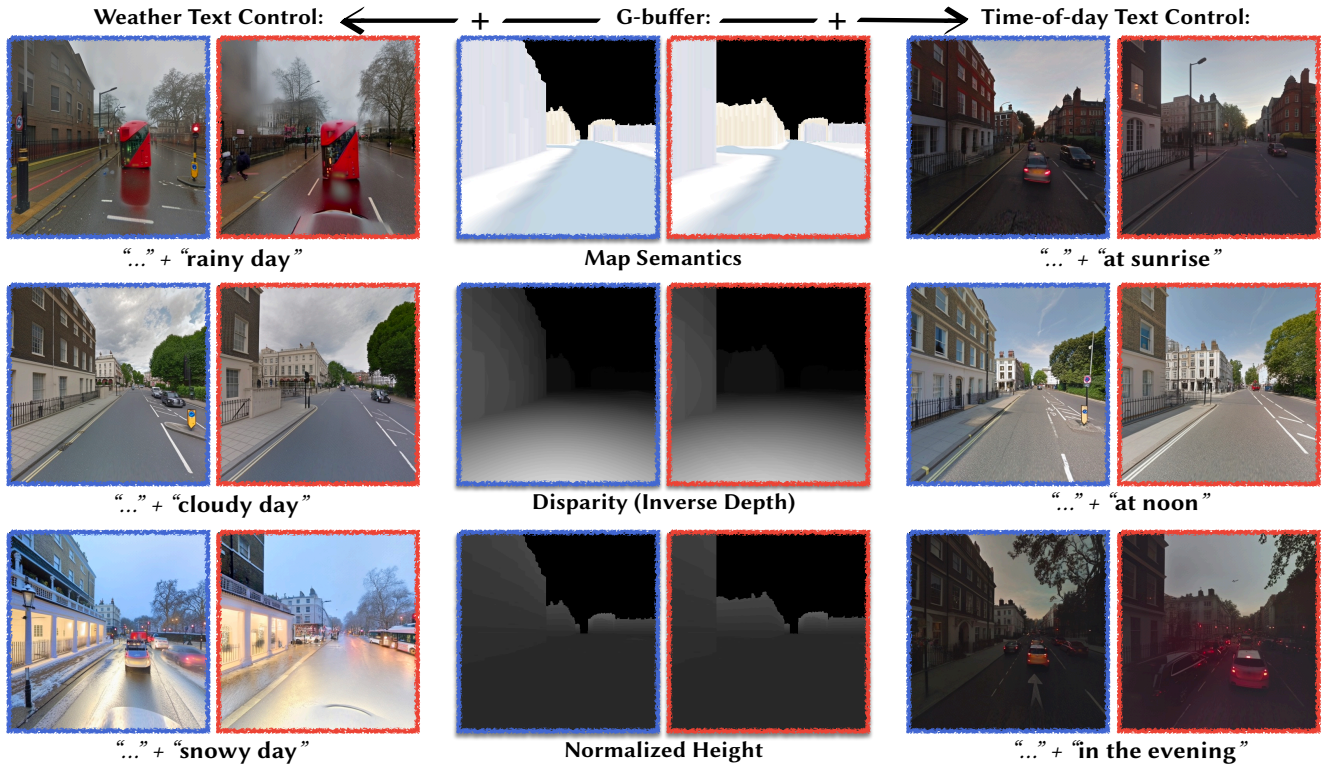 Weather Text Control: + G-buffer: + Time-of-day Text Control:
“...” + “rainy day”
Map Semantics
“...” + “at sunrise”
“...” + “cloudy day”
Disparity (Inverse Depth)
“...” + “at noon”
“...” + “snowy day”
Normalized Height
“...” + “in the evening”